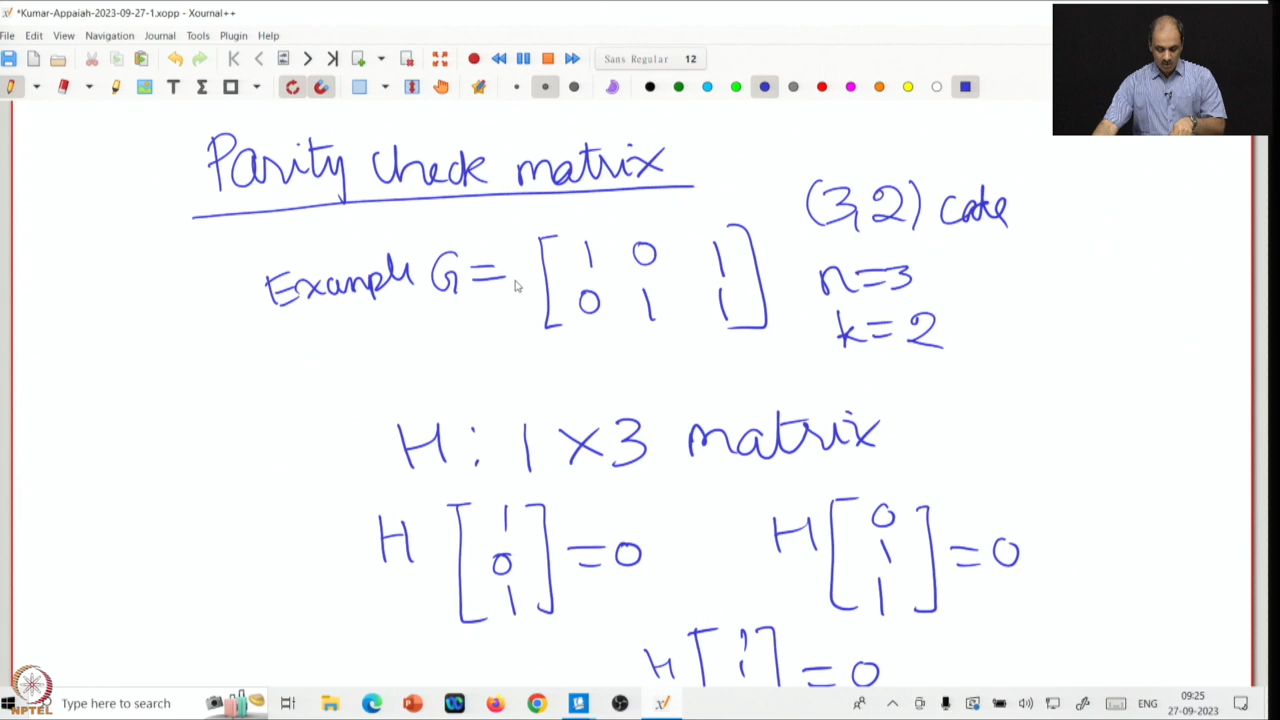 *Kumar-Appaiah-2023-09-27-1.xopp - Xournal++
File Edit View Navigation Journal Tools Plugin Help
Sans Regular 12
Parity check matrix
(3,2) code
Example G = [ 1 0 1
0 1 1 ]
n=3
k=2
H : 1 × 3 matrix
H [ 1 0 1 ] = 0 H [ 0 1 1 ] = 0
H [ 1 1 = 0
NPTEL
Type here to search
ENG
09:25
27-09-2023